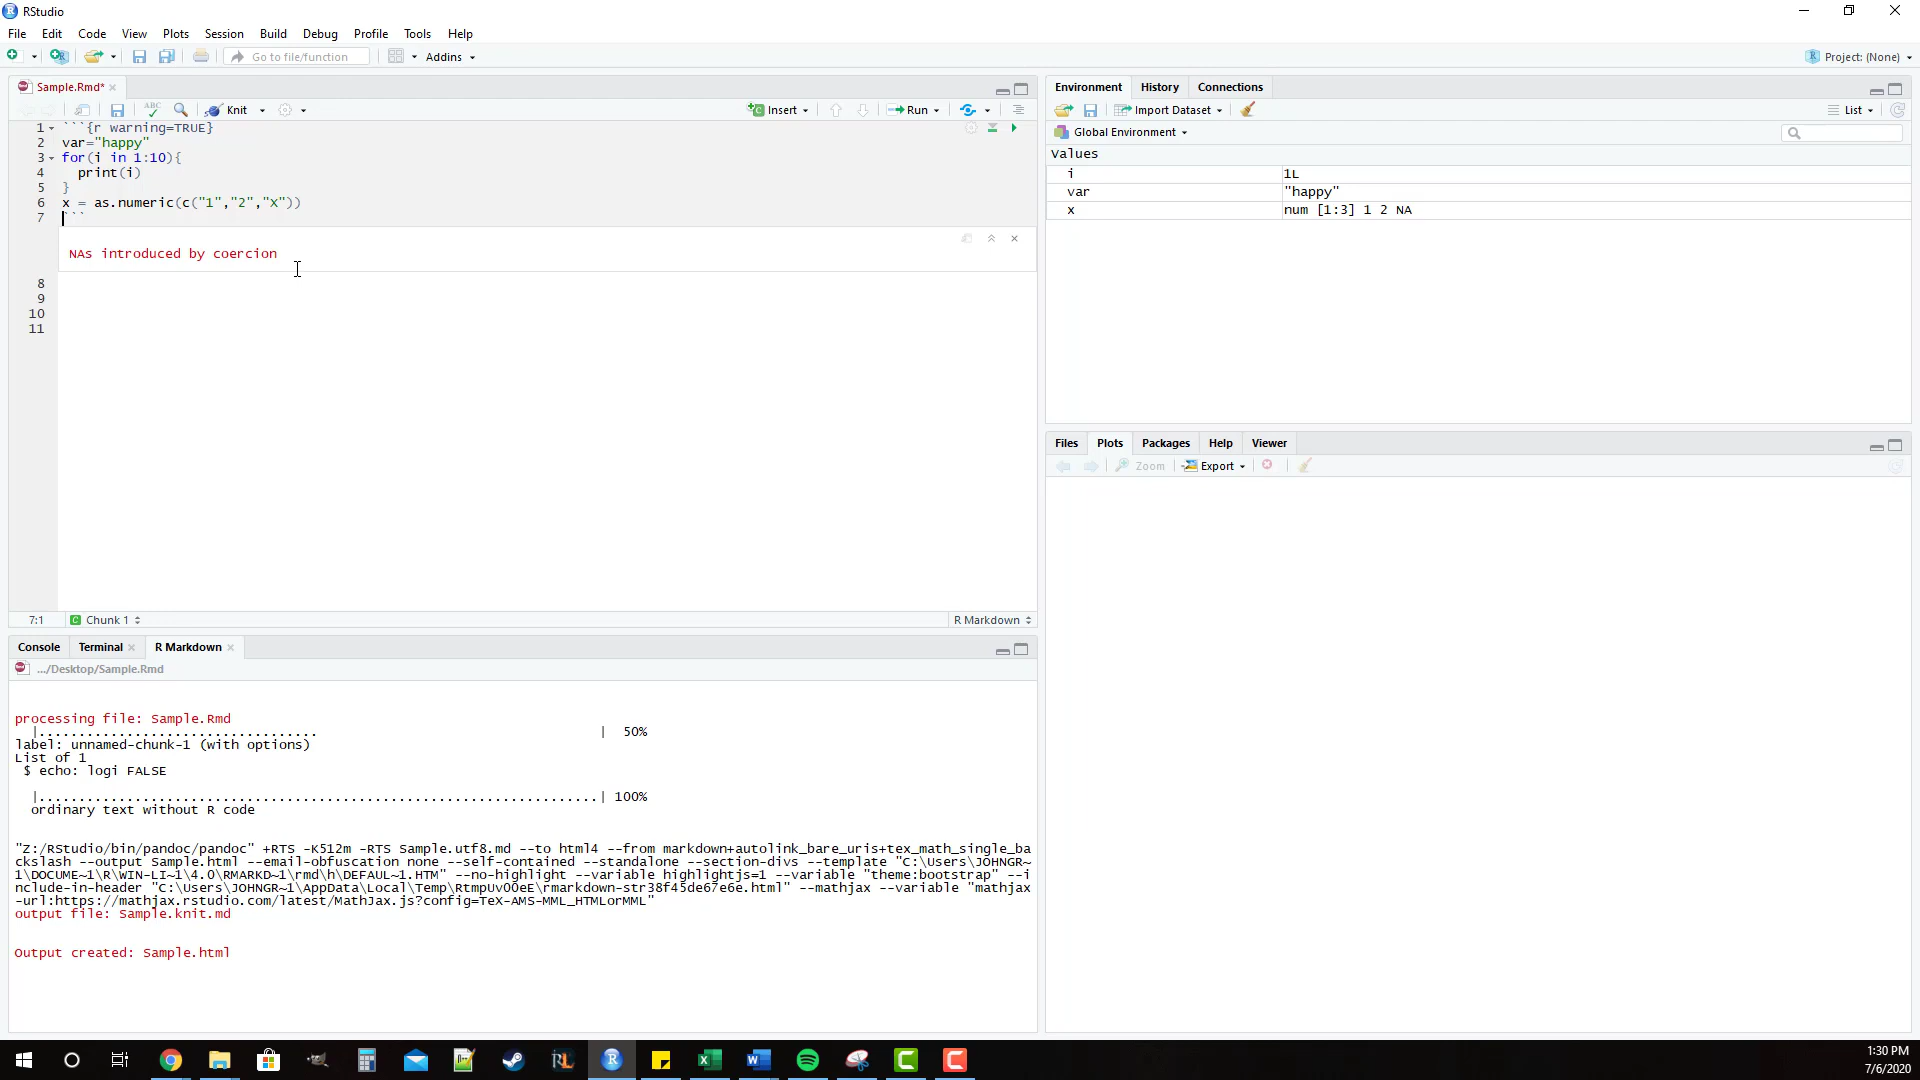 RStudio
File Edit Code View Plots Session Build Debug Profile Tools Help
Go to file/function Addins Project: (None)
Sample.Rmd*
ABC Knit Insert Run
1 ```{r warning=TRUE}
2 var="happy"
3 for(i in 1:10){
4 print(i)
5 }
6 x = as.numeric(c("1","2","X"))
7 ```
NAs introduced by coercion
8
9
10
11
7:1 Chunk 1 R Markdown
Console Terminal R Markdown
.../Desktop/Sample.Rmd
processing file: Sample.Rmd
|................................... | 50%
label: unnamed-chunk-1 (with options)
List of 1
$ echo: logi FALSE
|......................................................................| 100%
ordinary text without R code
"Z:/RStudio/bin/pandoc/pandoc" +RTS -K512m -RTS Sample.utf8.md --to html4 --from markdown+autolink_bare_uris+tex_math_single_ba
ckslash --output Sample.html --email-obfuscation none --self-contained --standalone --section-divs --template "C:\Users\JOHNGR~
1\DOCUME~1\R\WIN-LI~1\4.0\RMARKD~1\rmd\h\DEFAUL~1.HTM" --no-highlight --variable highlightjs=1 --variable "theme:bootstrap" --i
nclude-in-header "C:\Users\JOHNGR~1\AppData\Local\Temp\RtmpUvOOeE\rmarkdown-str38f45de67e6e.html" --mathjax --variable "mathjax
-url:https://mathjax.rstudio.com/latest/MathJax.js?config=TeX-AMS-MML_HTMLorMML"
output file: Sample.knit.md
Output created: Sample.html
Environment History Connections
Import Dataset List
Global Environment
Values
i 1L
var "happy"
x num [1:3] 1 2 NA
Files Plots Packages Help Viewer
Zoom Export
1:30 PM
7/6/2020